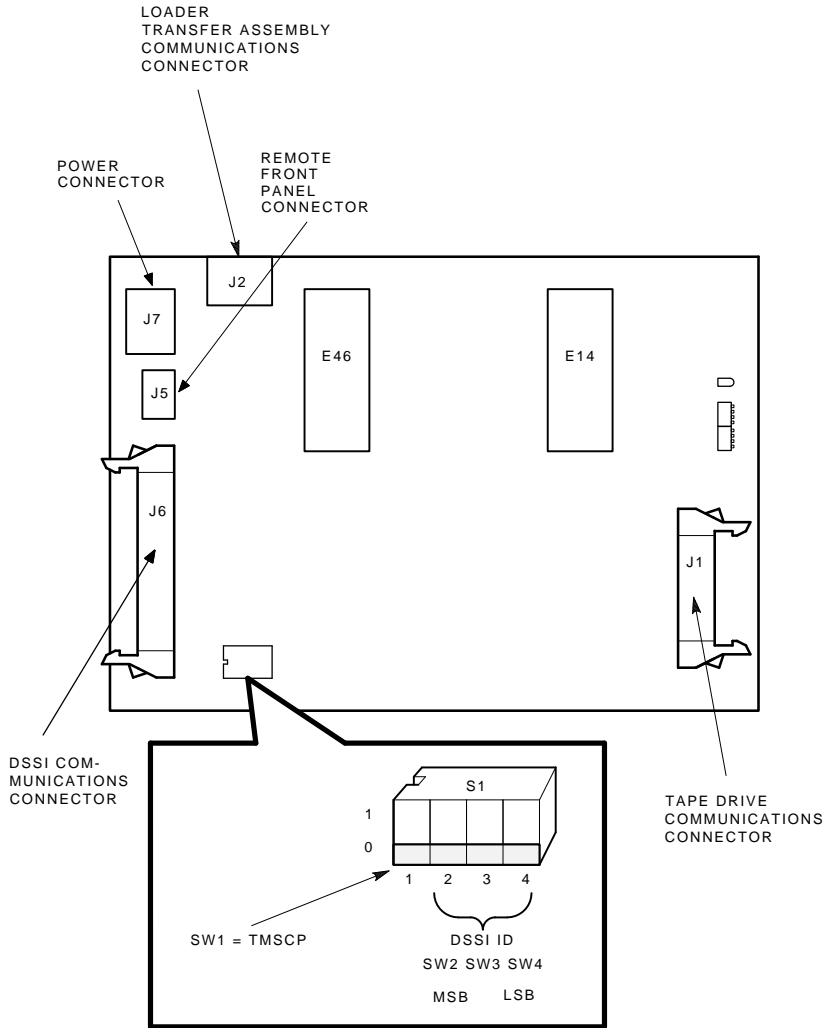 LOADER
TRANSFER ASSEMBLY
COMMUNICATIONS
CONNECTOR
POWER
CONNECTOR
REMOTE
FRONT
PANEL
CONNECTOR
J2
J7
E46
E14
J5
J6
J1
DSSI COM-
MUNICATIONS
CONNECTOR
TAPE DRIVE
COMMUNICATIONS
CONNECTOR
S1
1
0
1 2 3 4
SW1 = TMSCP
DSSI ID
SW2 SW3 SW4
MSB LSB